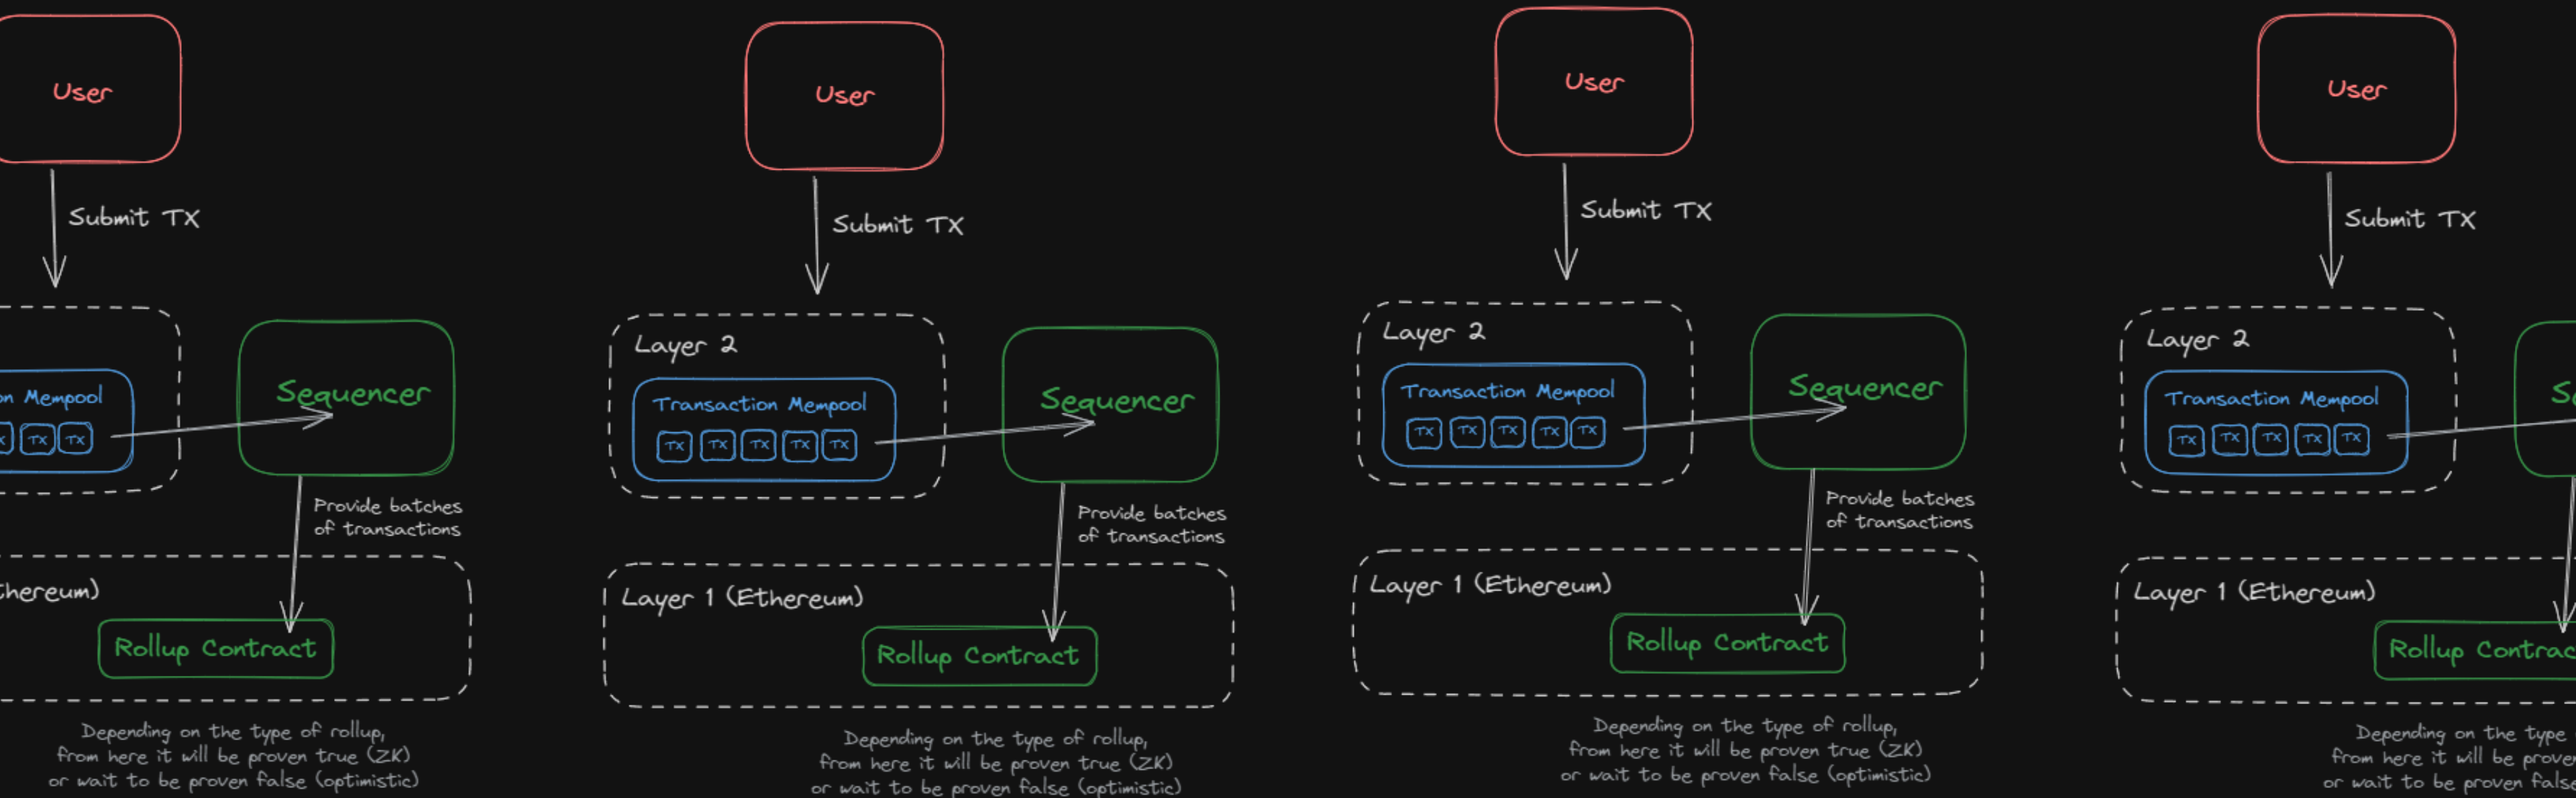 User
Submit TX
on Mempool
TX TX
Sequencer
Provide batches
of transactions
thereum)
Rollup Contract
Depending on the type of rollup,
from here it will be proven true (ZK)
or wait to be proven false (optimistic)
User
Submit TX
Layer 2
Transaction Mempool
TX TX TX TX TX
Sequencer
Provide batches
of transactions
Layer 1 (Ethereum)
Rollup Contract
Depending on the type of rollup,
from here it will be proven true (ZK)
or wait to be proven false (optimistic)
User
Submit TX
Layer 2
Transaction Mempool
TX TX TX TX TX
Sequencer
Provide batches
of transactions
Layer 1 (Ethereum)
Rollup Contract
Depending on the type of rollup,
from here it will be proven true (ZK)
or wait to be proven false (optimistic)
User
Submit TX
Layer 2
Transaction Mempool
TX TX TX TX TX
Layer 1 (Ethereum)
Rollup Contrac
Depending on the type
from here it will be prove
or wait to be proven fals